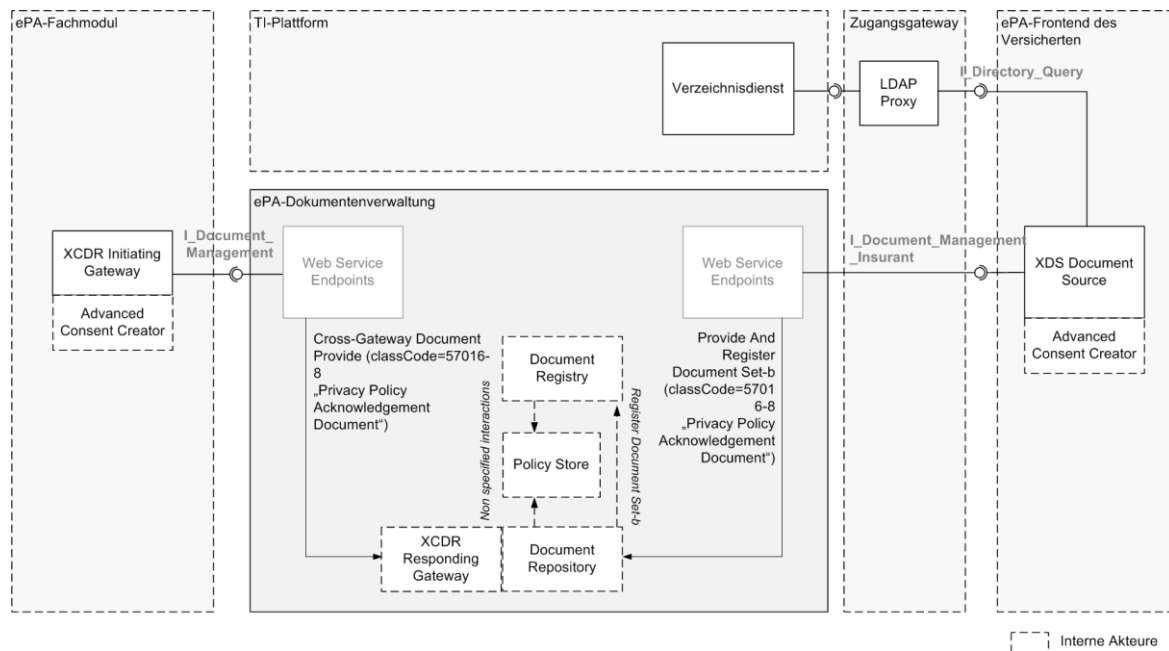 ePA-Fachmodul
TI-Plattform
Zugangsgateway
ePA-Frontend des
Versicherten
Verzeichnisdienst
LDAP
Proxy
I_Directory_Query
ePA-Dokumentenverwaltung
XCDR Initiating
Gateway
Advanced
Consent Creator
I_Document_
Management
Web Service
Endpoints
Web Service
Endpoints
I_Document_Management
_Insurant
XDS Document
Source
Advanced
Consent Creator
Cross-Gateway Document
Provide (classCode=57016-
8
„Privacy Policy
Acknowledgement
Document“)
Document
Registry
Policy Store
Non specified interactions
Register Document Set-b
Provide And
Register
Document Set-b
(classCode=5701
6-8
„Privacy Policy
Acknowledgement
Document“)
XCDR
Responding
Gateway
Document
Repository
Interne Akteure